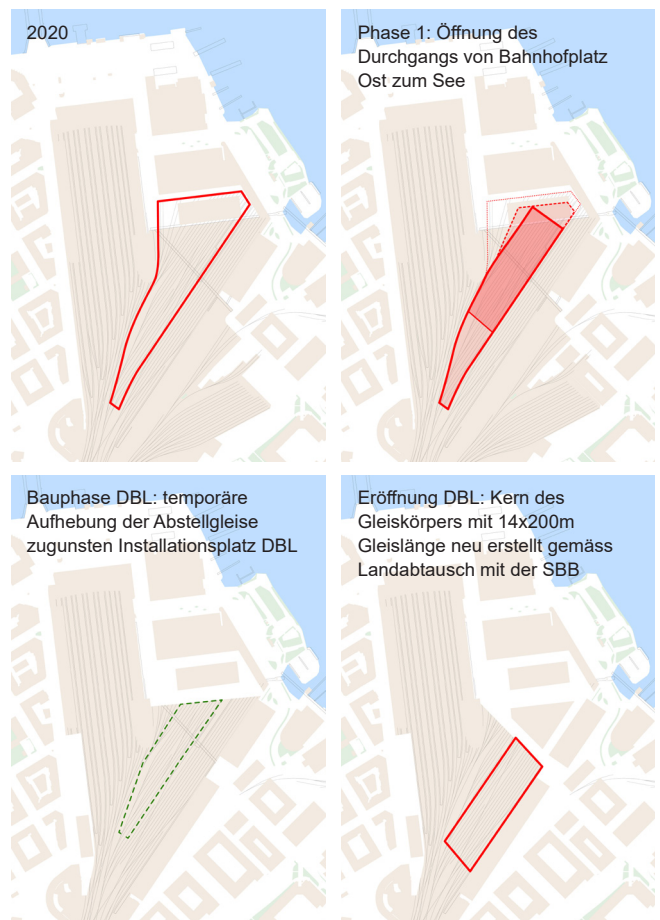 2020
Phase 1: Öffnung des
Durchgangs von Bahnhofplatz
Ost zum See
Bauphase DBL: temporäre
Aufhebung der Abstellgleise
zugunsten Installationsplatz DBL
Eröffnung DBL: Kern des
Gleiskörpers mit 14x200m
Gleislänge neu erstellt gemäss
Landabtausch mit der SBB